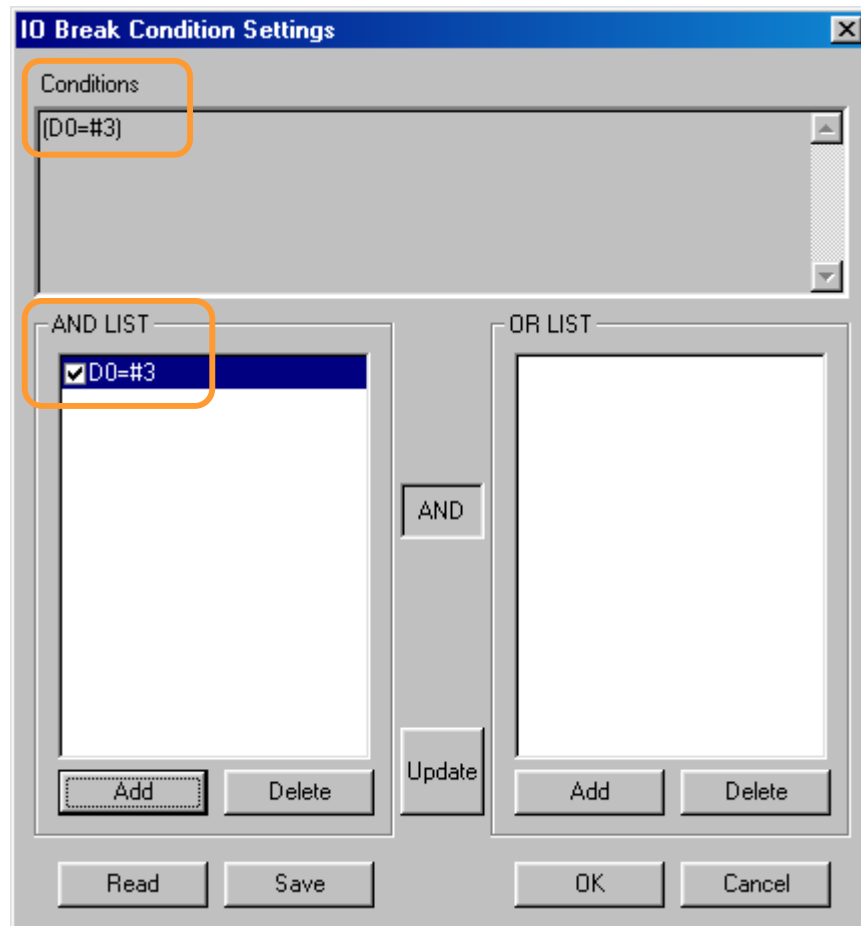 IO Break Condition Settings
Conditions
(D0=#3)
AND LIST
D0=#3
Add
Delete
AND
Update
OR LIST
Add
Delete
Read
Save
OK
Cancel